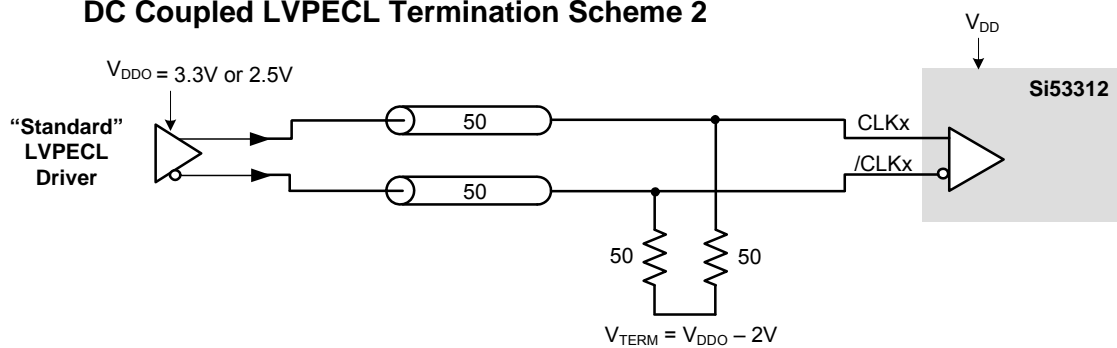 DC Coupled LVPECL Termination Scheme 2
VDD
VDDO = 3.3V or 2.5V
Si53312
“Standard”
LVPECL
Driver
50
CLKx
50
/CLKx
50
50
VTERM = VDDO – 2V